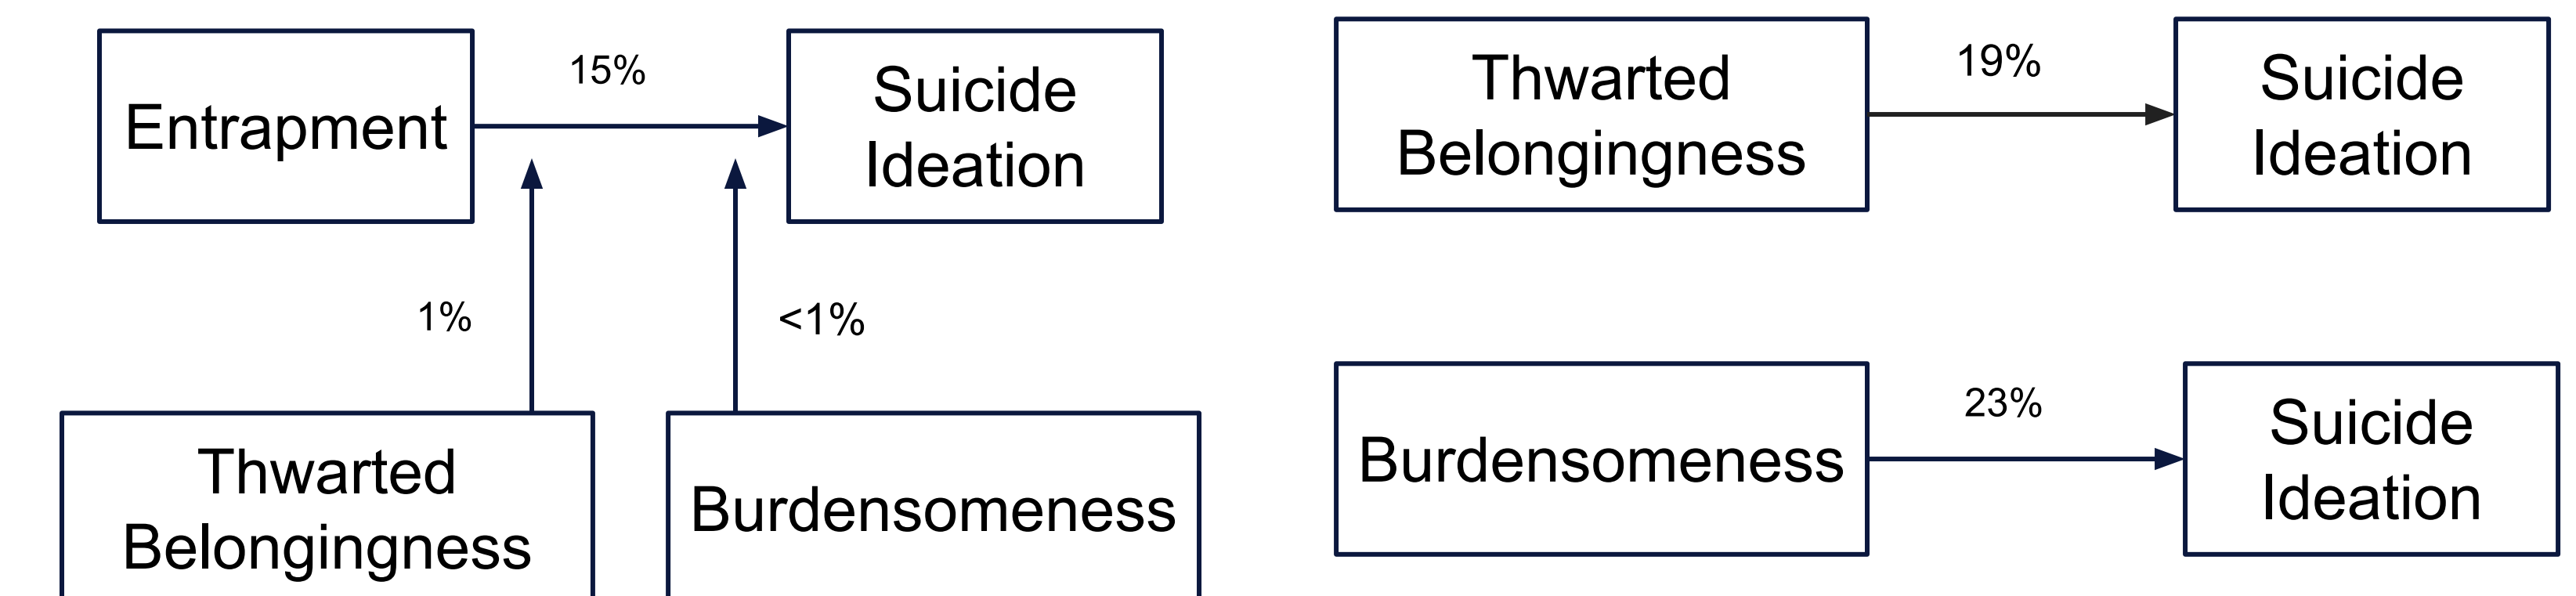 Entrapment
15%
Suicide
Ideation
1%
<1%
Thwarted
Belongingness
Burdensomeness
Thwarted
Belongingness
19%
Suicide
Ideation
Burdensomeness
23%
Suicide
Ideation